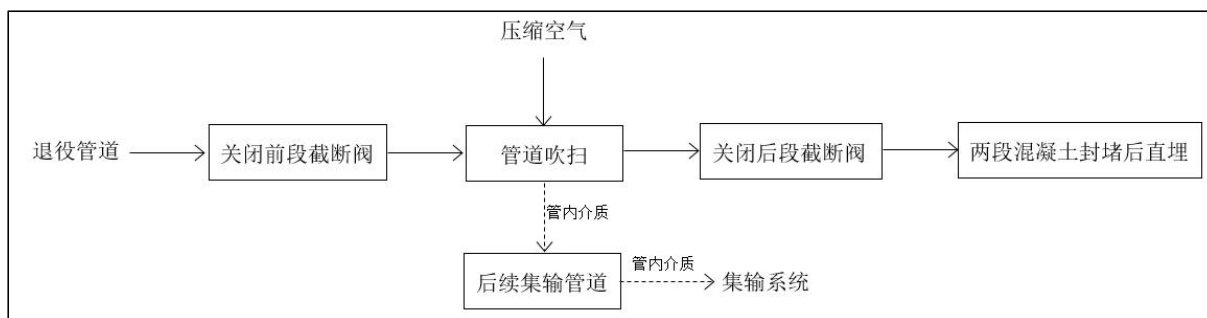 压缩空气
退役管道
关闭前段截断阀
管道吹扫
关闭后段截断阀
两段混凝土封堵后直埋
管内介质
后续集输管道
管内介质
集输系统